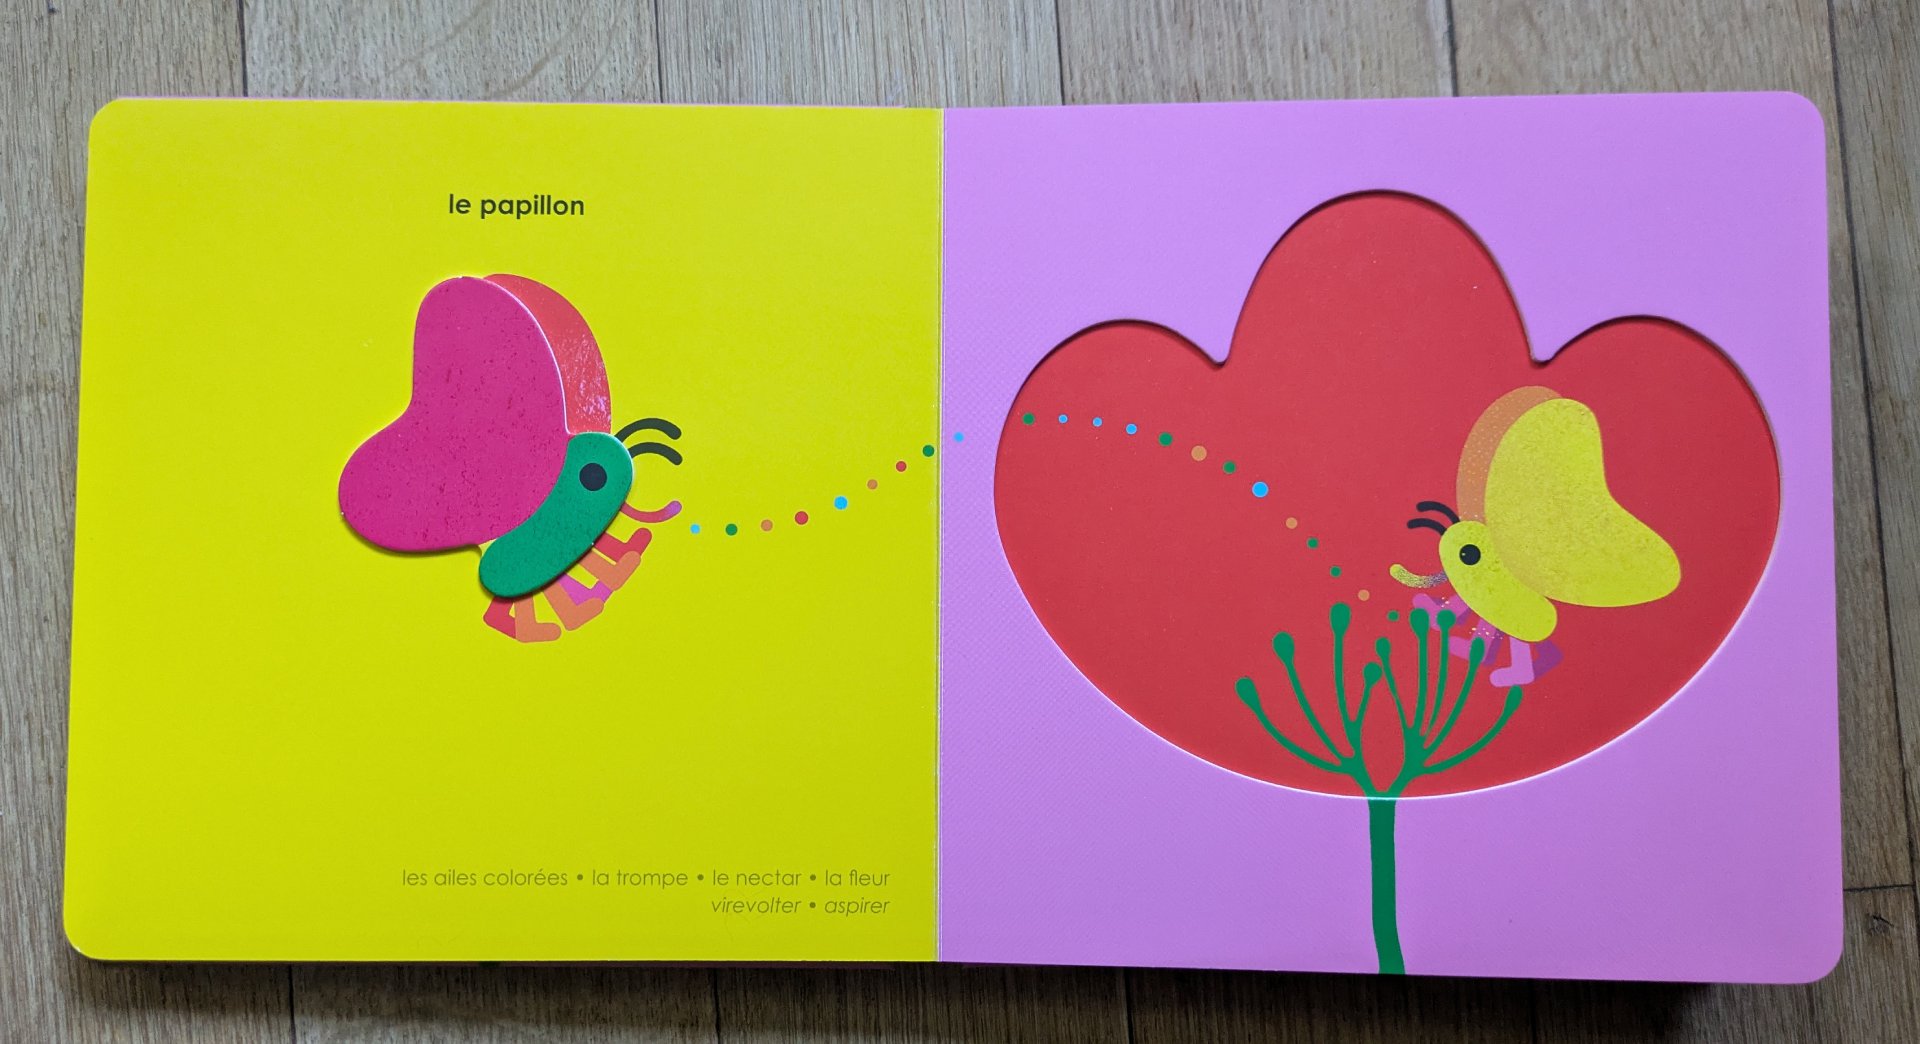 le papillon
les ailes colorées • la trompe • le nectar • la fleur
virevolter • aspirer